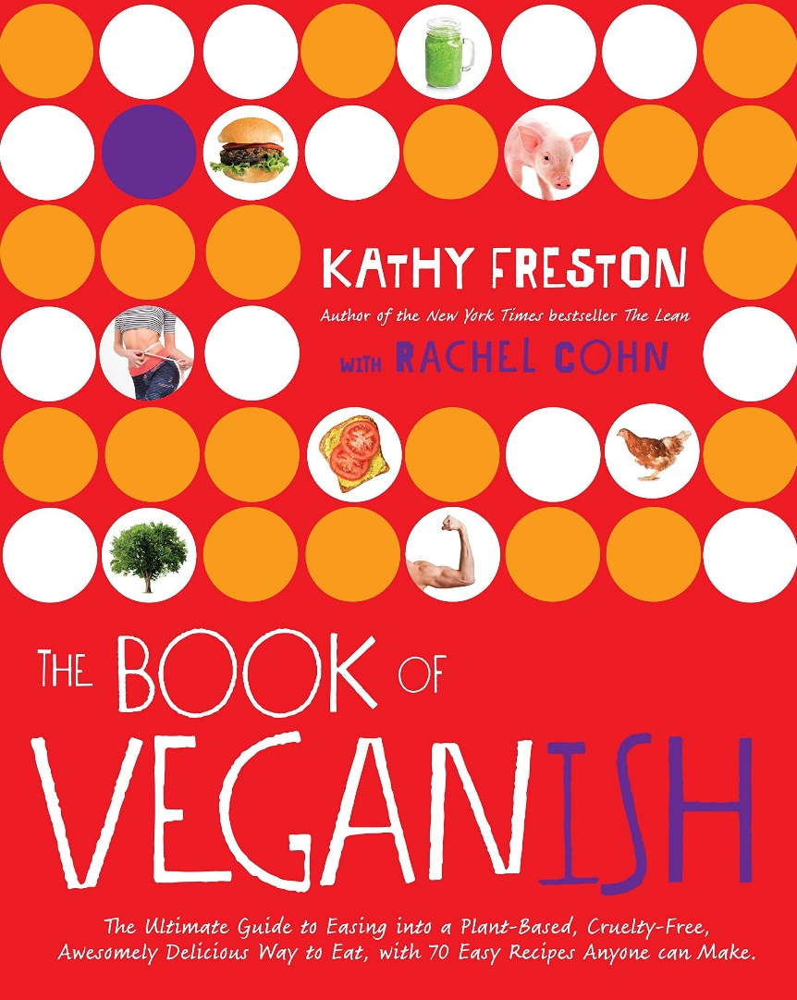 KATHY FRESTON
Author of the New York Times bestseller The Lean
WITH RACHEL COHN
THE BOOK OF
VEGANISH
The Ultimate Guide to Easing into a Plant-Based, Cruelty-Free,
Awesomely Delicious Way to Eat, with 70 Easy Recipes Anyone can Make.